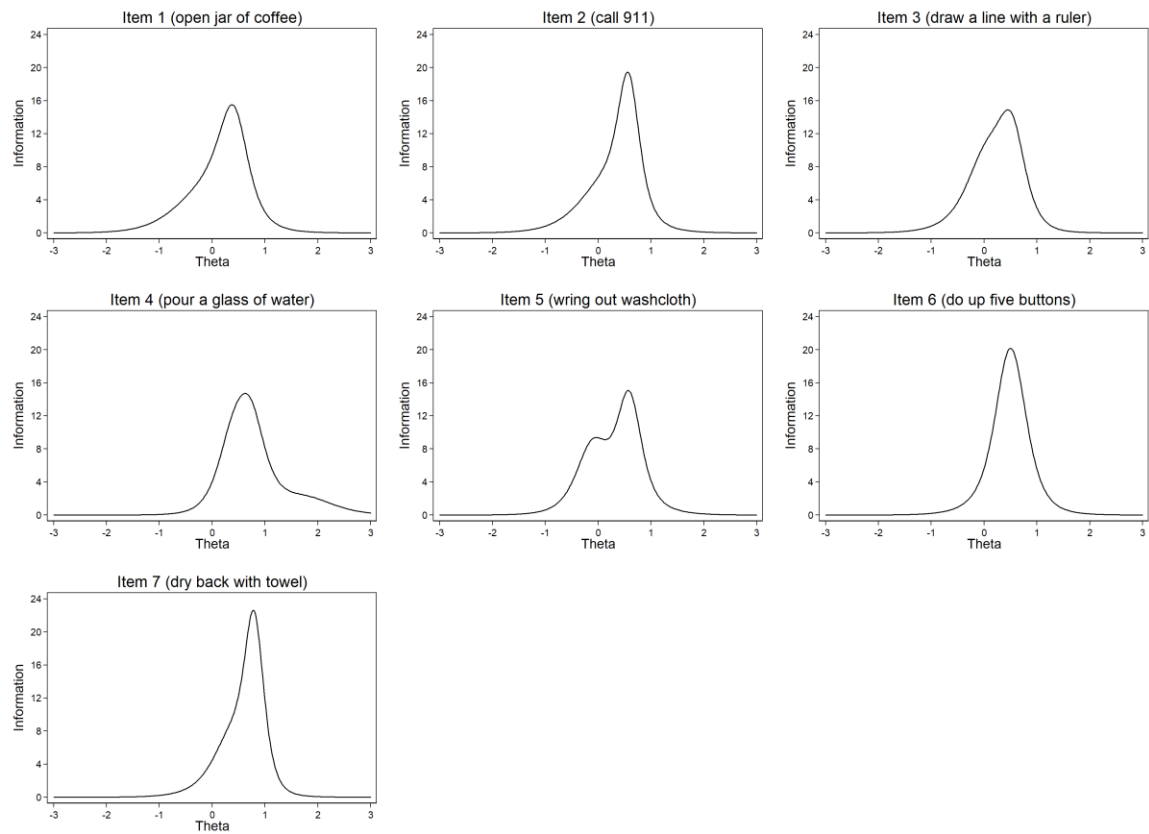 Item 1 (open jar of coffee)
24
20
16
12
8
4
0
Information
-3 -2 -1 0 1 2 3
Theta
Item 2 (call 911)
24
20
16
12
8
4
0
Information
-3 -2 -1 0 1 2 3
Theta
Item 3 (draw a line with a ruler)
24
20
16
12
8
4
0
Information
-3 -2 -1 0 1 2 3
Theta
Item 4 (pour a glass of water)
24
20
16
12
8
4
0
Information
-3 -2 -1 0 1 2 3
Theta
Item 5 (wring out washcloth)
24
20
16
12
8
4
0
Information
-3 -2 -1 0 1 2 3
Theta
Item 6 (do up five buttons)
24
20
16
12
8
4
0
Information
-3 -2 -1 0 1 2 3
Theta
Item 7 (dry back with towel)
24
20
16
12
8
4
0
Information
-3 -2 -1 0 1 2 3
Theta